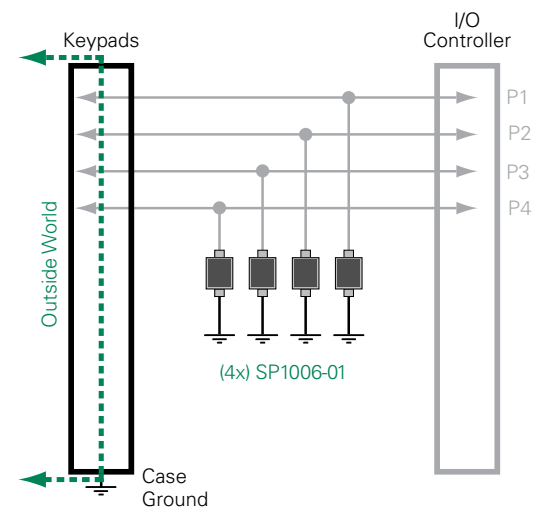 I/O
Controller
Keypads
P1
P2
P3
P4
Outside World
(4x) SP1006-01
Case
Ground